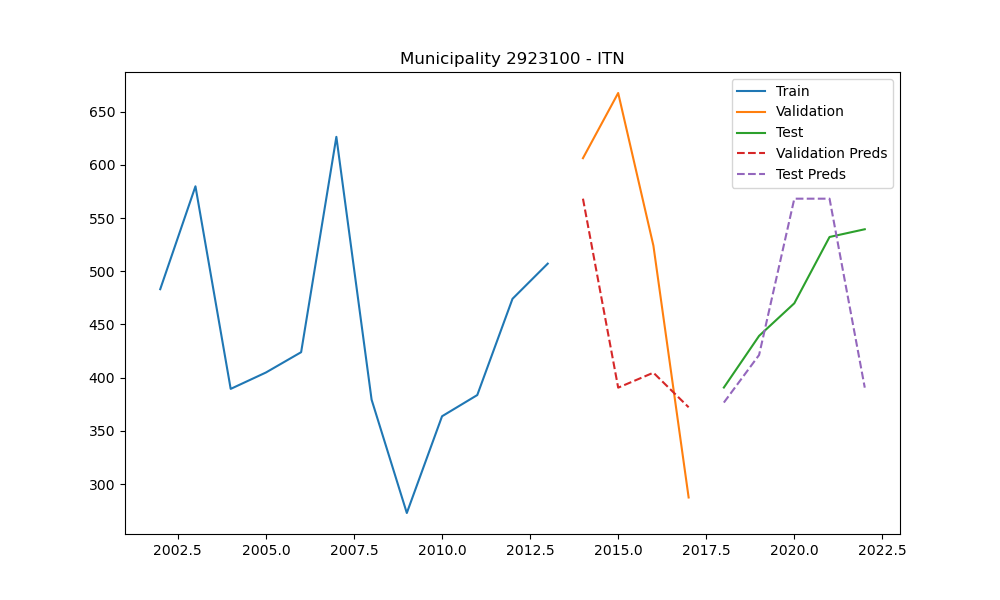 Municipality 2923100 - ITN
Train
Validation
Test
Validation Preds
Test Preds
650
600
550
500
450
400
350
300
2002.5 2005.0 2007.5 2010.0 2012.5 2015.0 2017.5 2020.0 2022.5